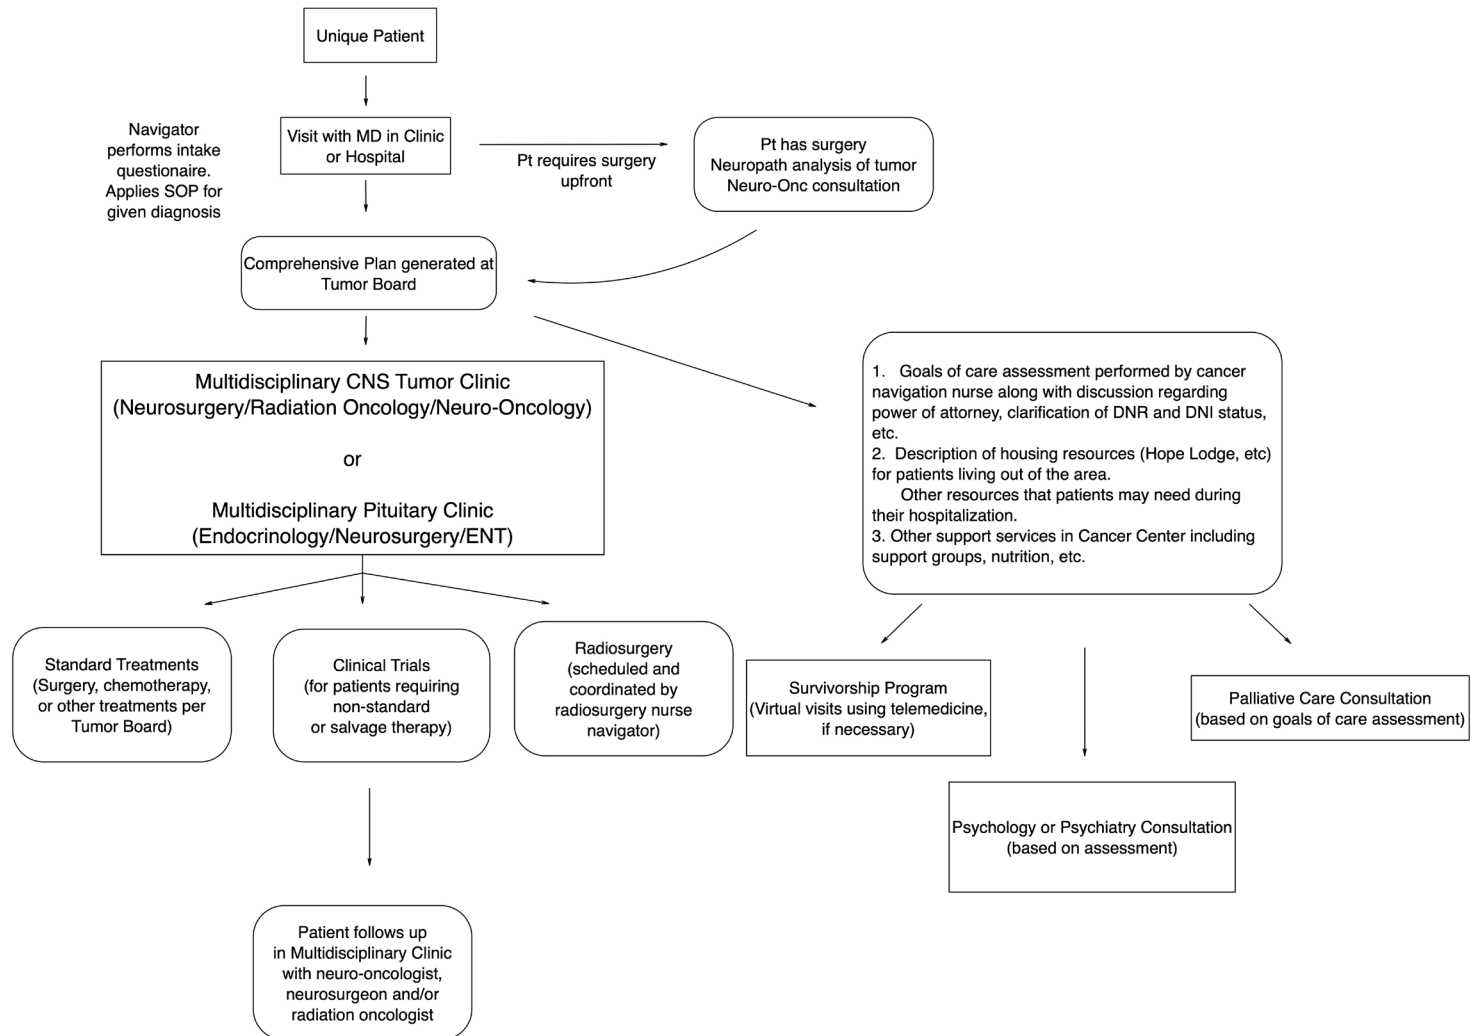 Unique Patient
Navigator
performs intake
questionaire.
Applies SOP for
given diagnosis
Visit with MD in Clinic
or Hospital
Pt requires surgery
upfront
Pt has surgery
Neuropath analysis of tumor
Neuro-Onc consultation
Comprehensive Plan generated at
Tumor Board
Multidisciplinary CNS Tumor Clinic
(Neurosurgery/Radiation Oncology/Neuro-Oncology)
or
Multidisciplinary Pituitary Clinic
(Endocrinology/Neurosurgery/ENT)
1. Goals of care assessment performed by cancer
navigation nurse along with discussion regarding
power of attorney, clarification of DNR and DNI status,
etc.
2. Description of housing resources (Hope Lodge, etc)
for patients living out of the area.
Other resources that patients may need during
their hospitalization.
3. Other support services in Cancer Center including
support groups, nutrition, etc.
Standard Treatments
(Surgery, chemotherapy,
or other treatments per
Tumor Board)
Clinical Trials
(for patients requiring
non-standard
or salvage therapy)
Radiosurgery
(scheduled and
coordinated by
radiosurgery nurse
navigator)
Survivorship Program
(Virtual visits using telemedicine,
if necessary)
Palliative Care Consultation
(based on goals of care assessment)
Psychology or Psychiatry Consultation
(based on assessment)
Patient follows up
in Multidisciplinary Clinic
with neuro-oncologist,
neurosurgeon and/or
radiation oncologist